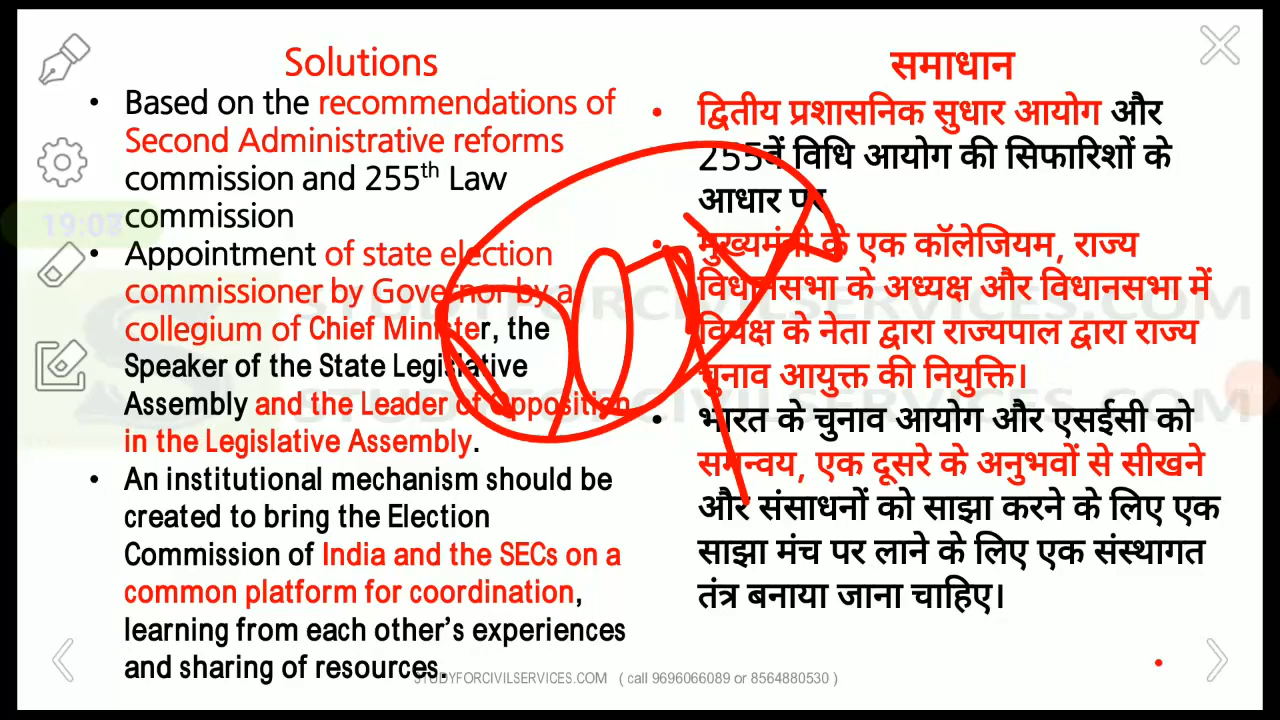 Solutions
• Based on the recommendations of
Second Administrative reforms
commission and 255th Law
commission
• Appointment of state election
commissioner by Governor by a
collegium of Chief Minister, the
Speaker of the State Legislative
Assembly and the Leader of Opposition
in the Legislative Assembly.
• An institutional mechanism should be
created to bring the Election
Commission of India and the SECs on a
common platform for coordination,
learning from each other's experiences
and sharing of resources.
समाधान
• द्वितीय प्रशासनिक सुधार आयोग और
255वें विधि आयोग की सिफारिशों के
आधार पर
• मुख्यमंत्री के एक कॉलेजियम, राज्य
विधानसभा के अध्यक्ष और विधानसभा में
विपक्ष के नेता द्वारा राज्यपाल द्वारा राज्य
चुनाव आयुक्त की नियुक्ति।
• भारत के चुनाव आयोग और एसईसी को
समन्वय, एक दूसरे के अनुभवों से सीखने
और संसाधनों को साझा करने के लिए एक
साझा मंच पर लाने के लिए एक संस्थागत
तंत्र बनाया जाना चाहिए।
19:03
STUDYFORCIVILSERVICES.COM
STUDYFORCIVILSERVICES.COM
STUDYFORCIVILSERVICES.COM ( call 9696066089 or 8564880530 )